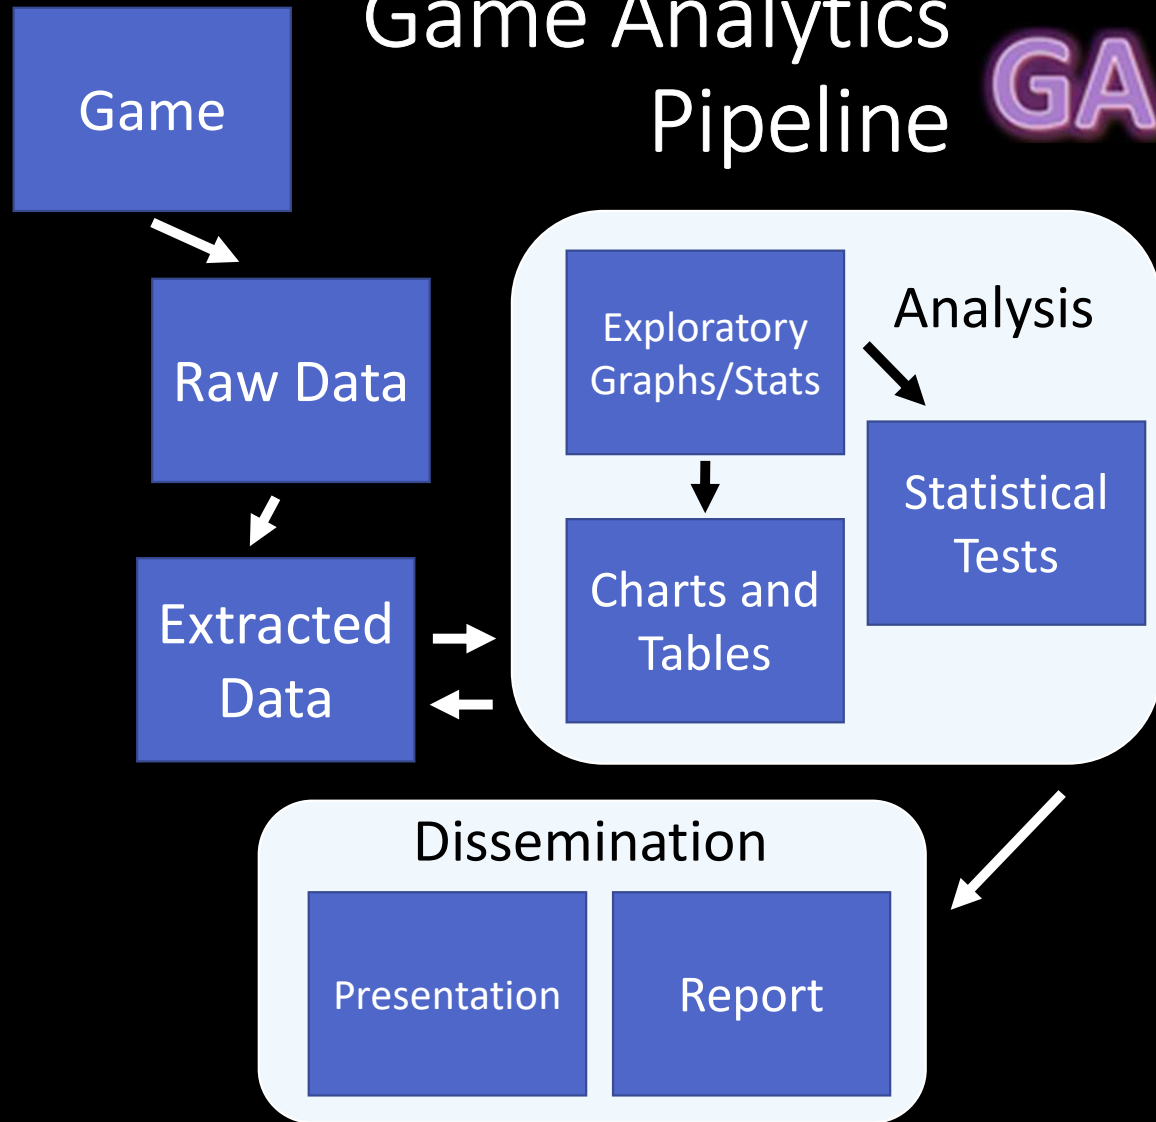 Game Analytics
Pipeline
GA
Game
Raw Data
Extracted
Data
Analysis
Exploratory
Graphs/Stats
Statistical
Tests
Charts and
Tables
Dissemination
Presentation
Report